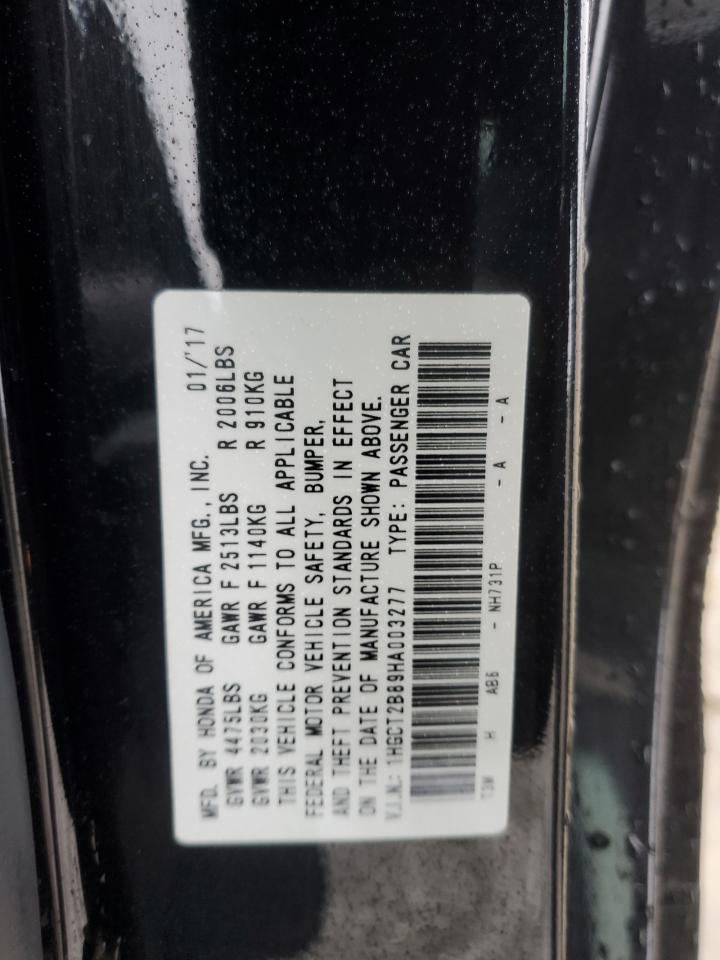 MFD. BY HONDA OF AMERICA MFG., INC. 01/'17
GVWR 4475LBS GAWR F 2513LBS R 2006LBS
GVWR 2030KG GAWR F 1140KG R 910KG
THIS VEHICLE CONFORMS TO ALL APPLICABLE
FEDERAL MOTOR VEHICLE SAFETY, BUMPER,
AND THEFT PREVENTION STANDARDS IN EFFECT
ON THE DATE OF MANUFACTURE SHOWN ABOVE.
V.I.N.: 1HGCT2B89HA003277 TYPE: PASSENGER CAR
T3W H AB6 - NH731P - A - A